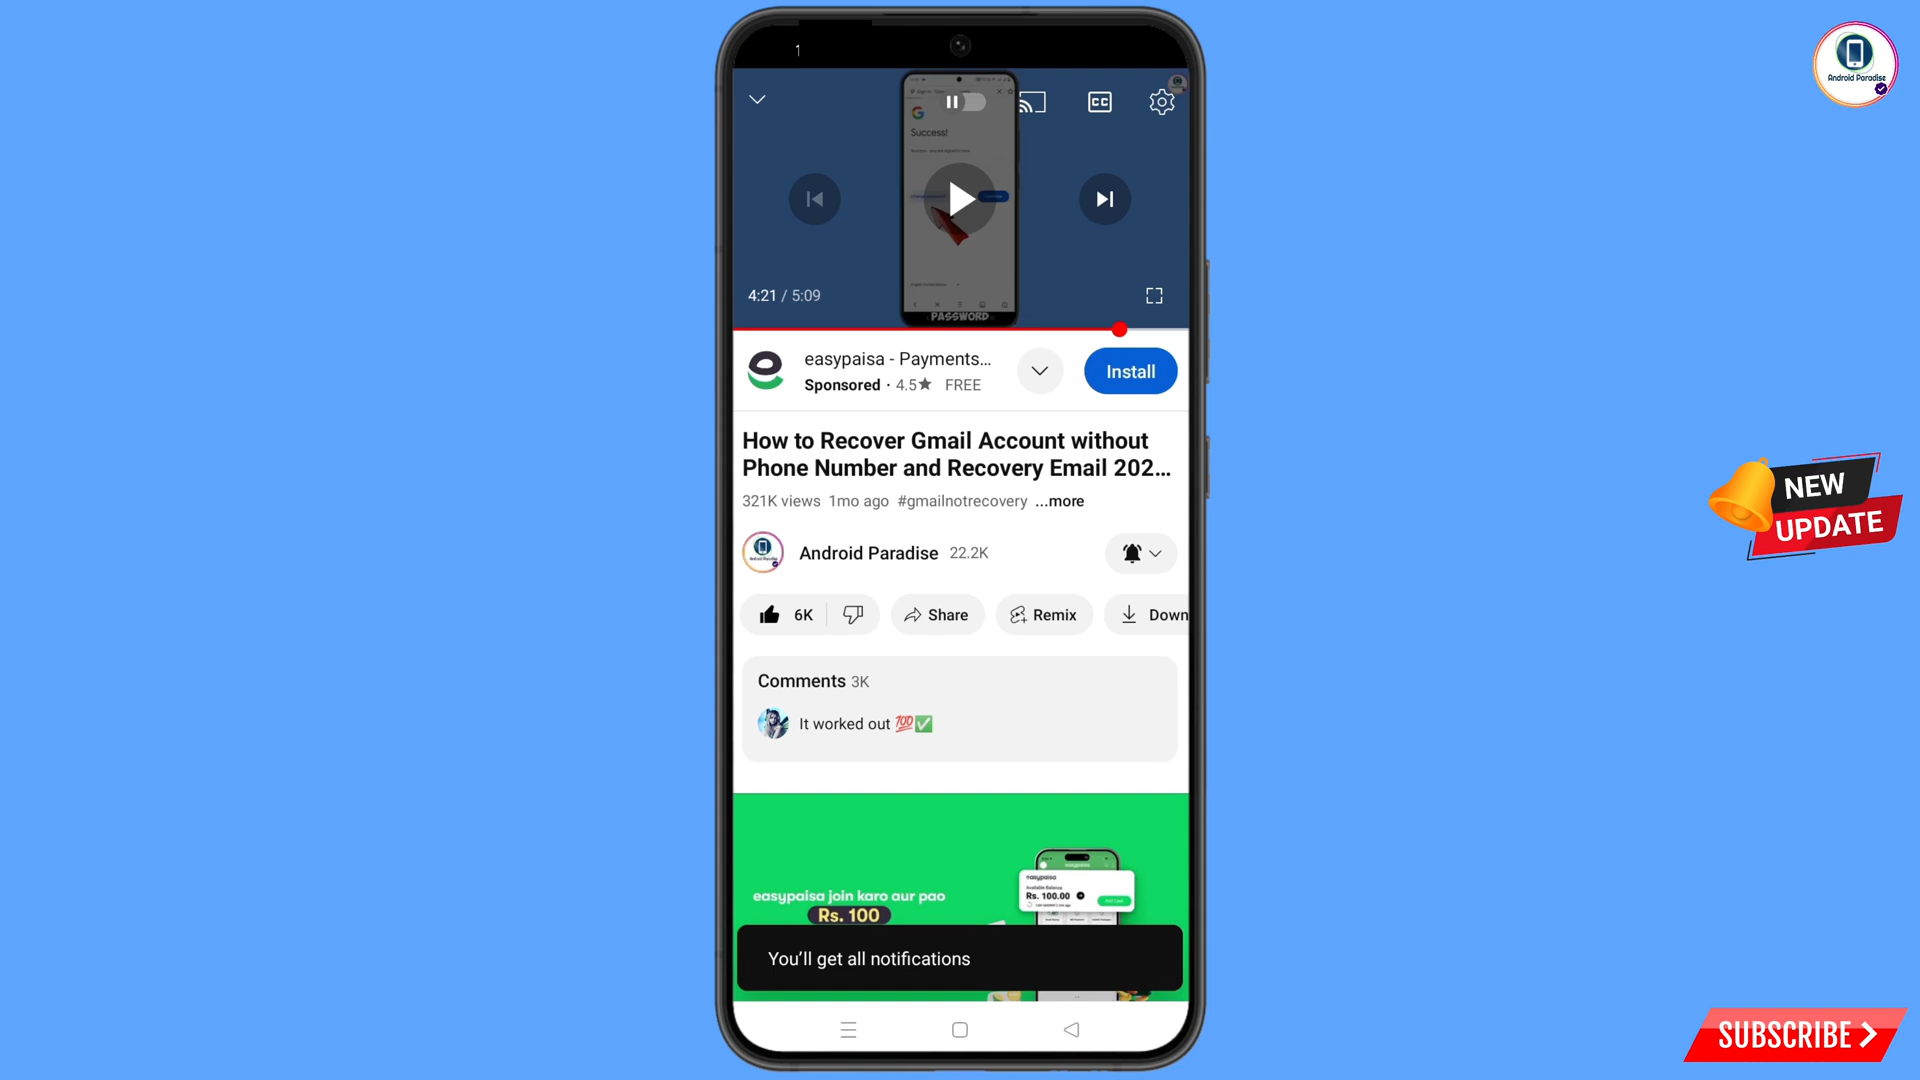 1
Success!
4:21 / 5:09
PASSWORD
easypaisa - Payments...
Sponsored · 4.5★ FREE
Install
How to Recover Gmail Account without
Phone Number and Recovery Email 202...
321K views 1mo ago #gmailnotrecovery ...more
Android Paradise 22.2K
6K
Share
Remix
Down
Comments 3K
It worked out 💯✅
easypaisa join karo aur pao
Rs. 100
easypaisa
Available Balance
Rs. 100.00
You'll get all notifications
Android Paradise
NEW
UPDATE
SUBSCRIBE